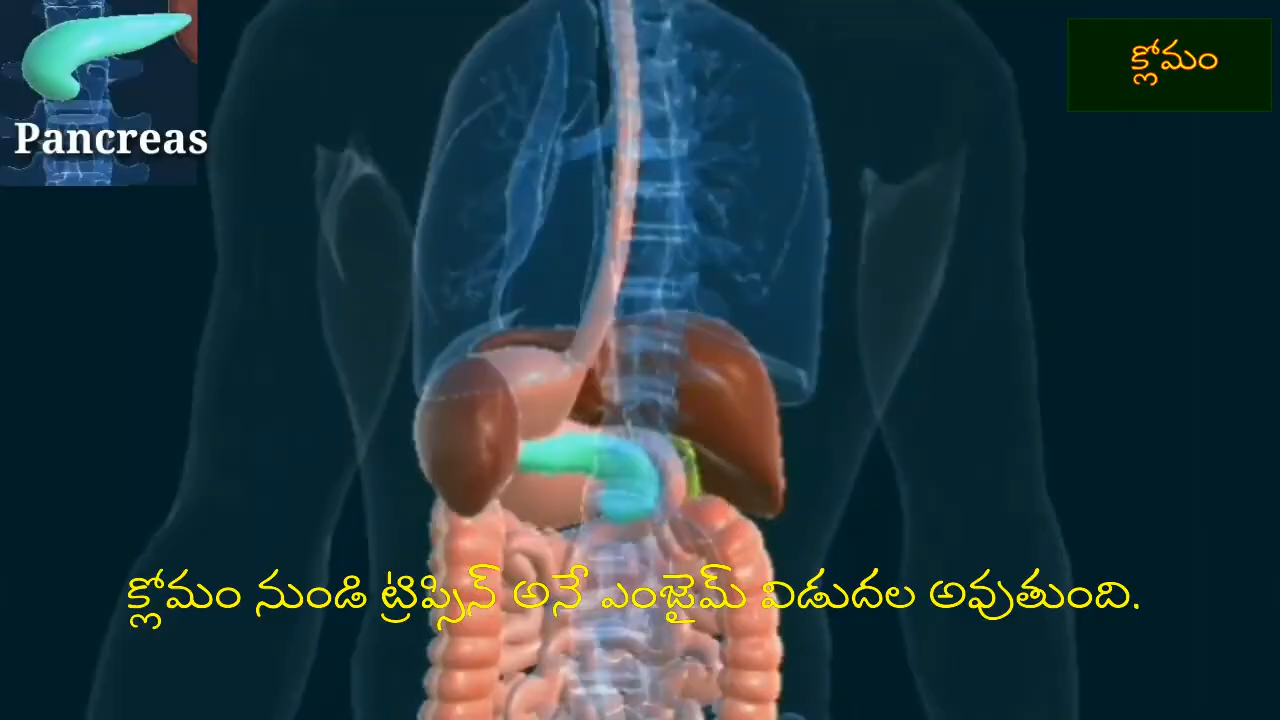 Pancreas
క్లోమం
క్లోమం నుండి ట్రిప్సిన్ అనే ఎంజైమ్ విడుదల అవుతుంది.